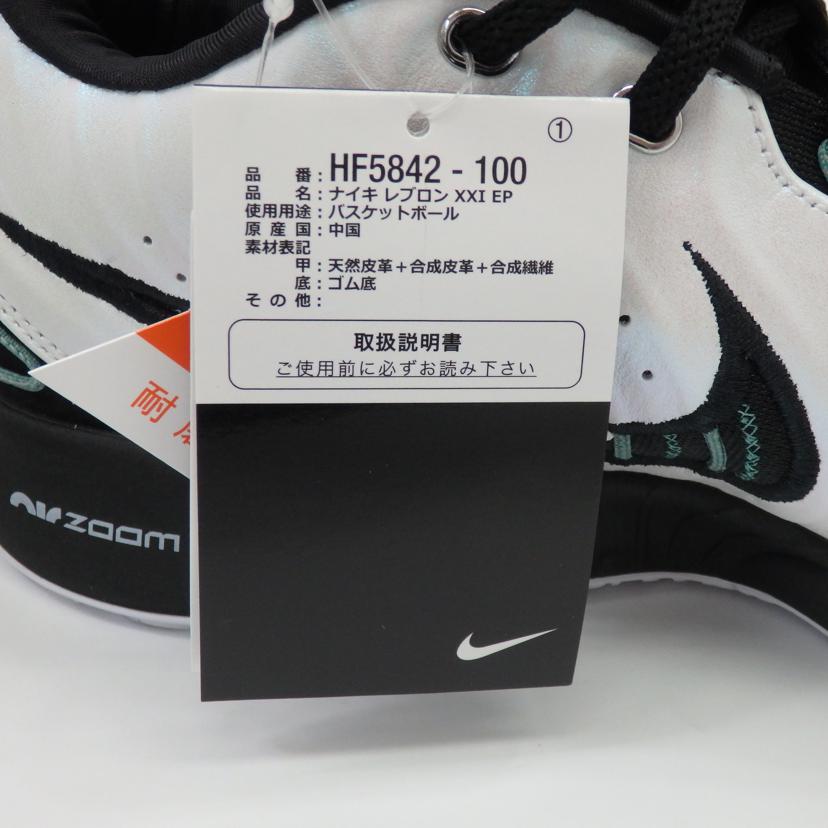 ①
品番：HF5842 - 100
品名：ナイキ レブロン XXI EP
使用用途：バスケットボール
原産国：中国
素材表記
甲：天然皮革＋合成皮革＋合成繊維
底：ゴム底
その他：
取扱説明書
ご使用前に必ずお読み下さい
耐
AIR ZOOM